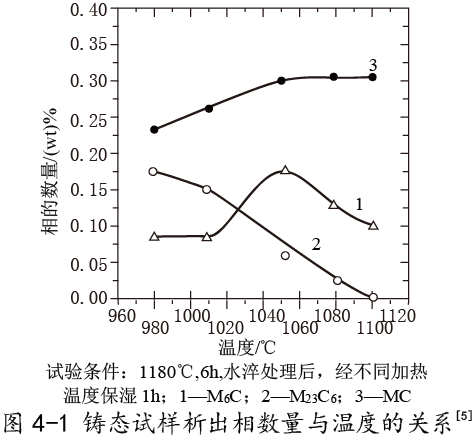 0.40
0.35
0.30
0.25
0.20
0.15
0.10
0.05
0.00
相的数量/(wt)%
3
1
2
960 1000 1040 1080 1120
980 1020 1060 1100
温度/℃
试验条件：1180℃,6h,水淬处理后，经不同加热
温度保湿1h；1—M₆C；2—M₂₃C₆；3—MC
图 4-1 铸态试样析出相数量与温度的关系[5]